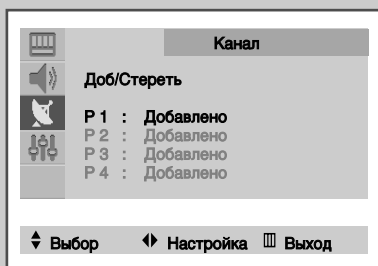 Канал
Доб/Стереть
P 1 : Добавлено
P 2 : Добавлено
P 3 : Добавлено
P 4 : Добавлено
Выбор Настройка Выход